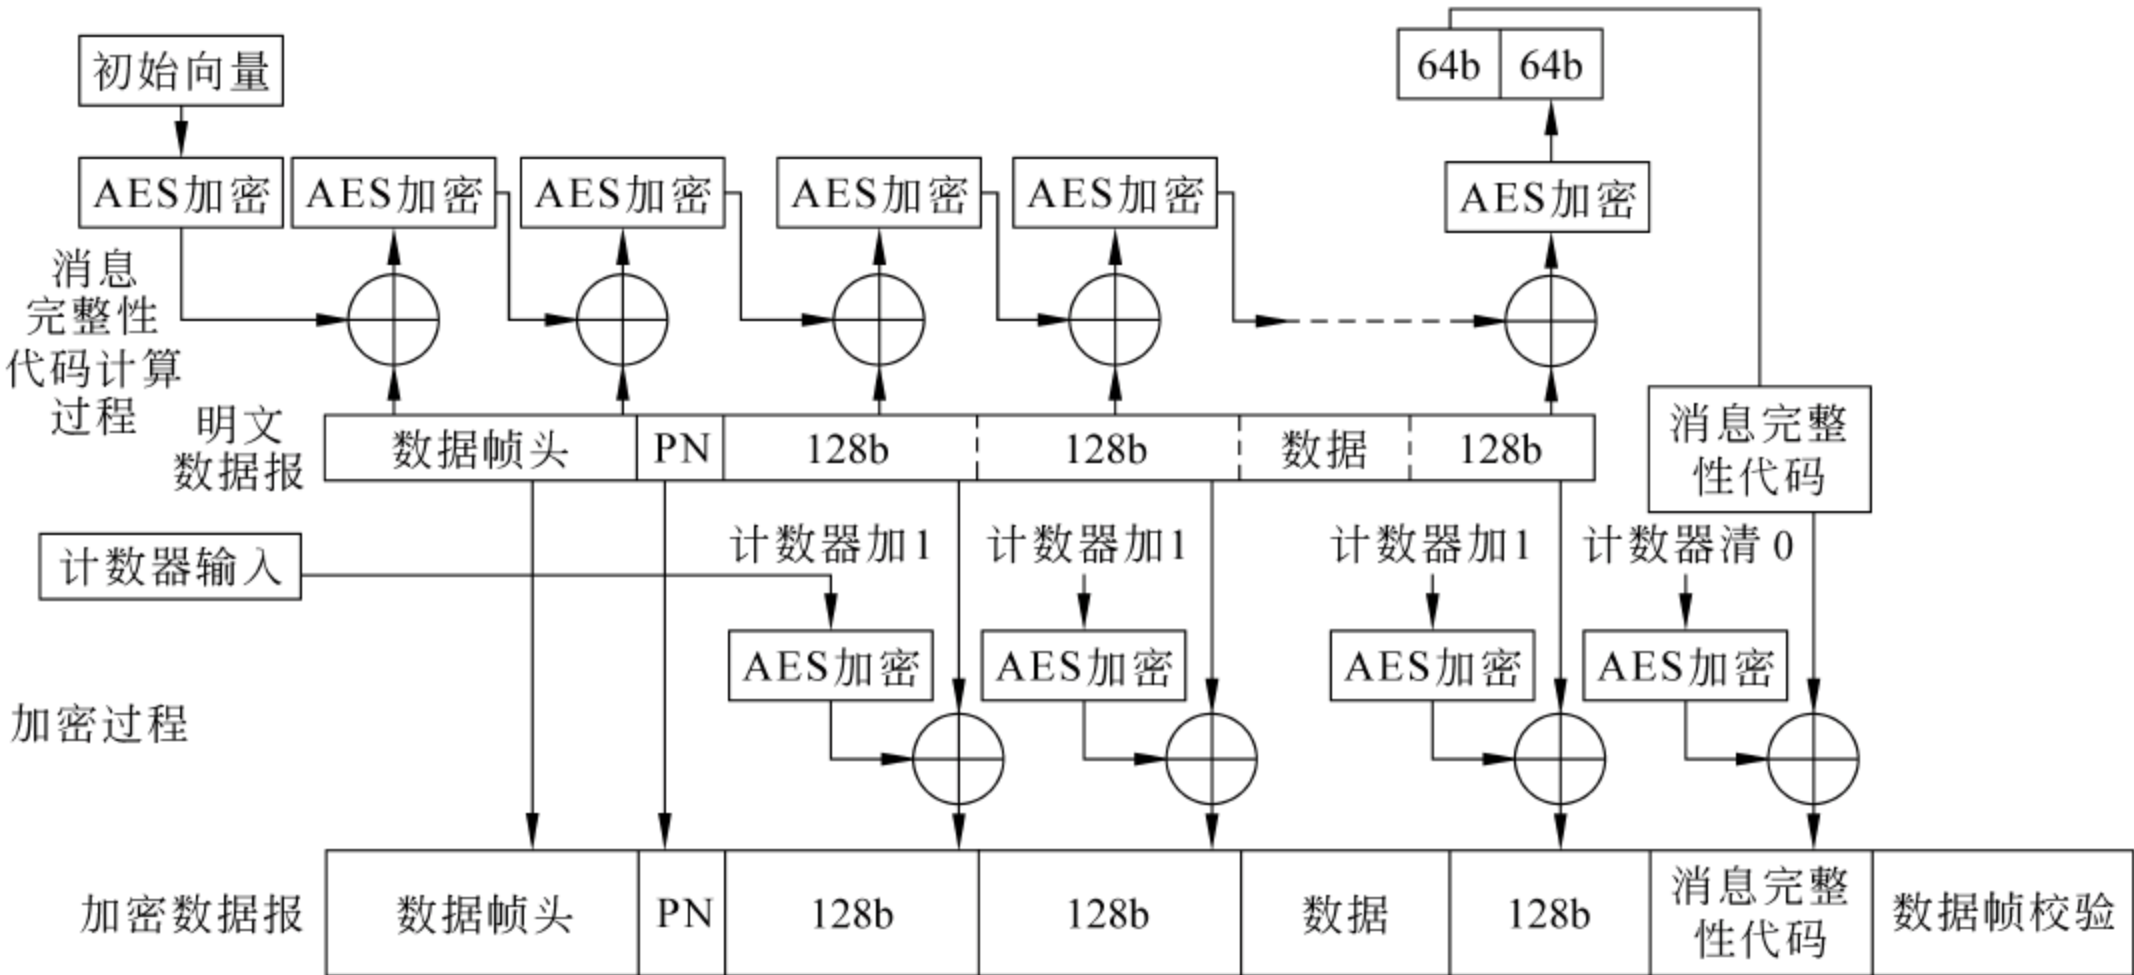 初始向量
64b 64b
AES加密 AES加密 AES加密 AES加密 AES加密 AES加密
消息
完整性
代码计算
过程
明文
数据报
数据帧头 PN 128b 128b 数据 128b
消息完整
性代码
计数器输入
计数器加1 计数器加1 计数器加1 计数器清 0
AES加密 AES加密 AES加密 AES加密
加密过程
加密数据报
数据帧头 PN 128b 128b 数据 128b
消息完整
性代码
数据帧校验